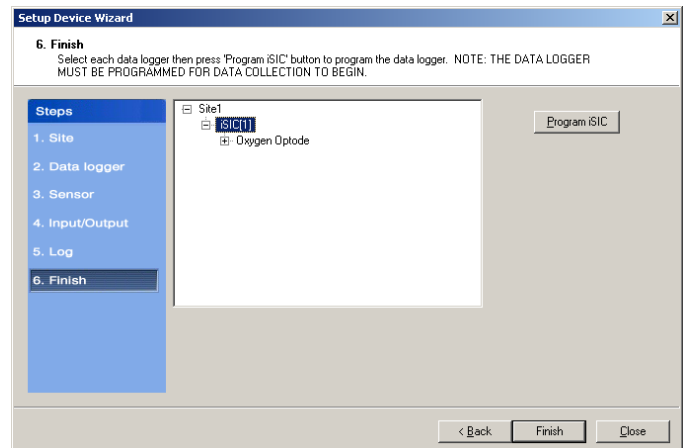 Setup Device Wizard
6. Finish
Select each data logger then press 'Program iSIC' button to program the data logger. NOTE: THE DATA LOGGER
MUST BE PROGRAMMED FOR DATA COLLECTION TO BEGIN.
Steps
1. Site
2. Data logger
3. Sensor
4. Input/Output
5. Log
6. Finish
Site1
iSIC[1]
Oxygen Optode
Program iSIC
< Back
Finish
Close